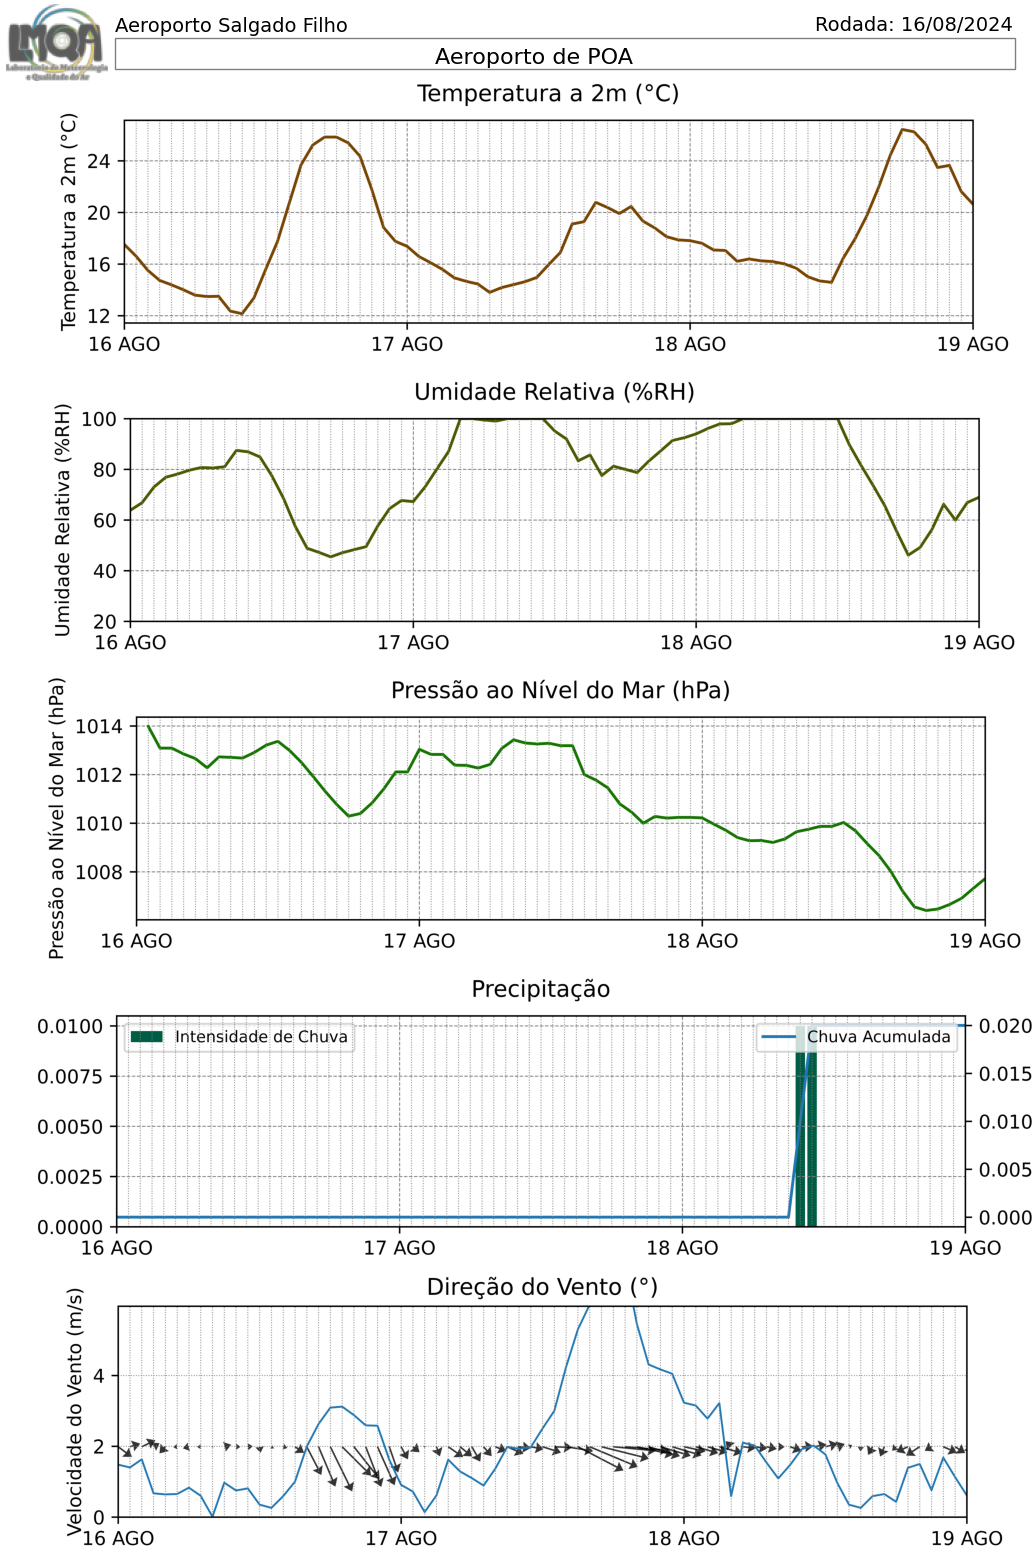 LMQA
Laboratório de Meteorologia
e Qualidade do Ar
Aeroporto Salgado Filho
Rodada: 16/08/2024
Aeroporto de POA
Temperatura a 2m (°C)
Temperatura a 2m (°C)
24
20
16
12
16 AGO 17 AGO 18 AGO 19 AGO
Umidade Relativa (%RH)
Umidade Relativa (%RH)
100
80
60
40
20
16 AGO 17 AGO 18 AGO 19 AGO
Pressão ao Nível do Mar (hPa)
Pressão ao Nível do Mar (hPa)
1014
1012
1010
1008
16 AGO 17 AGO 18 AGO 19 AGO
Precipitação
Intensidade de Chuva
Chuva Acumulada
0.0100 0.020
0.0075 0.015
0.0050 0.010
0.0025 0.005
0.0000 0.000
16 AGO 17 AGO 18 AGO 19 AGO
Direção do Vento (°)
Velocidade do Vento (m/s)
4
2
0
16 AGO 17 AGO 18 AGO 19 AGO